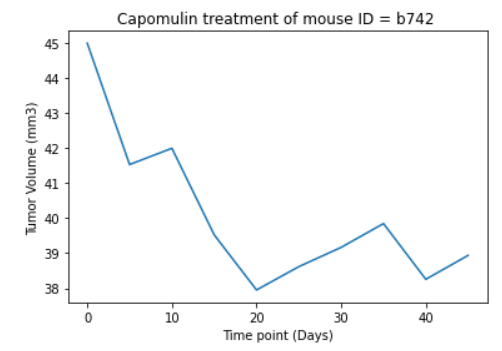 Capomulin treatment of mouse ID = b742
Tumor Volume (mm3)
45
44
43
42
41
40
39
38
0 10 20 30 40
Time point (Days)